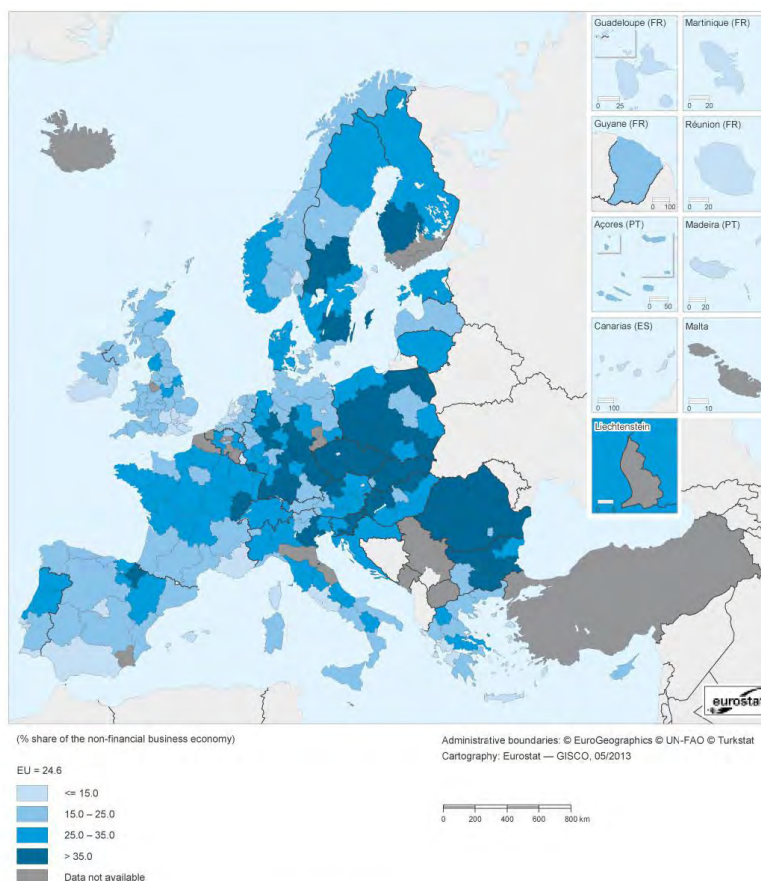 Guadeloupe (FR)
0 25
Martinique (FR)
0 20
Guyane (FR)
0 100
Réunion (FR)
0 20
Açores (PT)
0 50
Madeira (PT)
0 20
Canarias (ES)
0 100
Malta
0 10
Liechtenstein
eurostat
(% share of the non-financial business economy)
EU = 24.6
<= 15.0
15.0 – 25.0
25.0 – 35.0
> 35.0
Data not available
Administrative boundaries: © EuroGeographics © UN-FAO © Turkstat
Cartography: Eurostat — GISCO, 05/2013
0 200 400 600 800 km